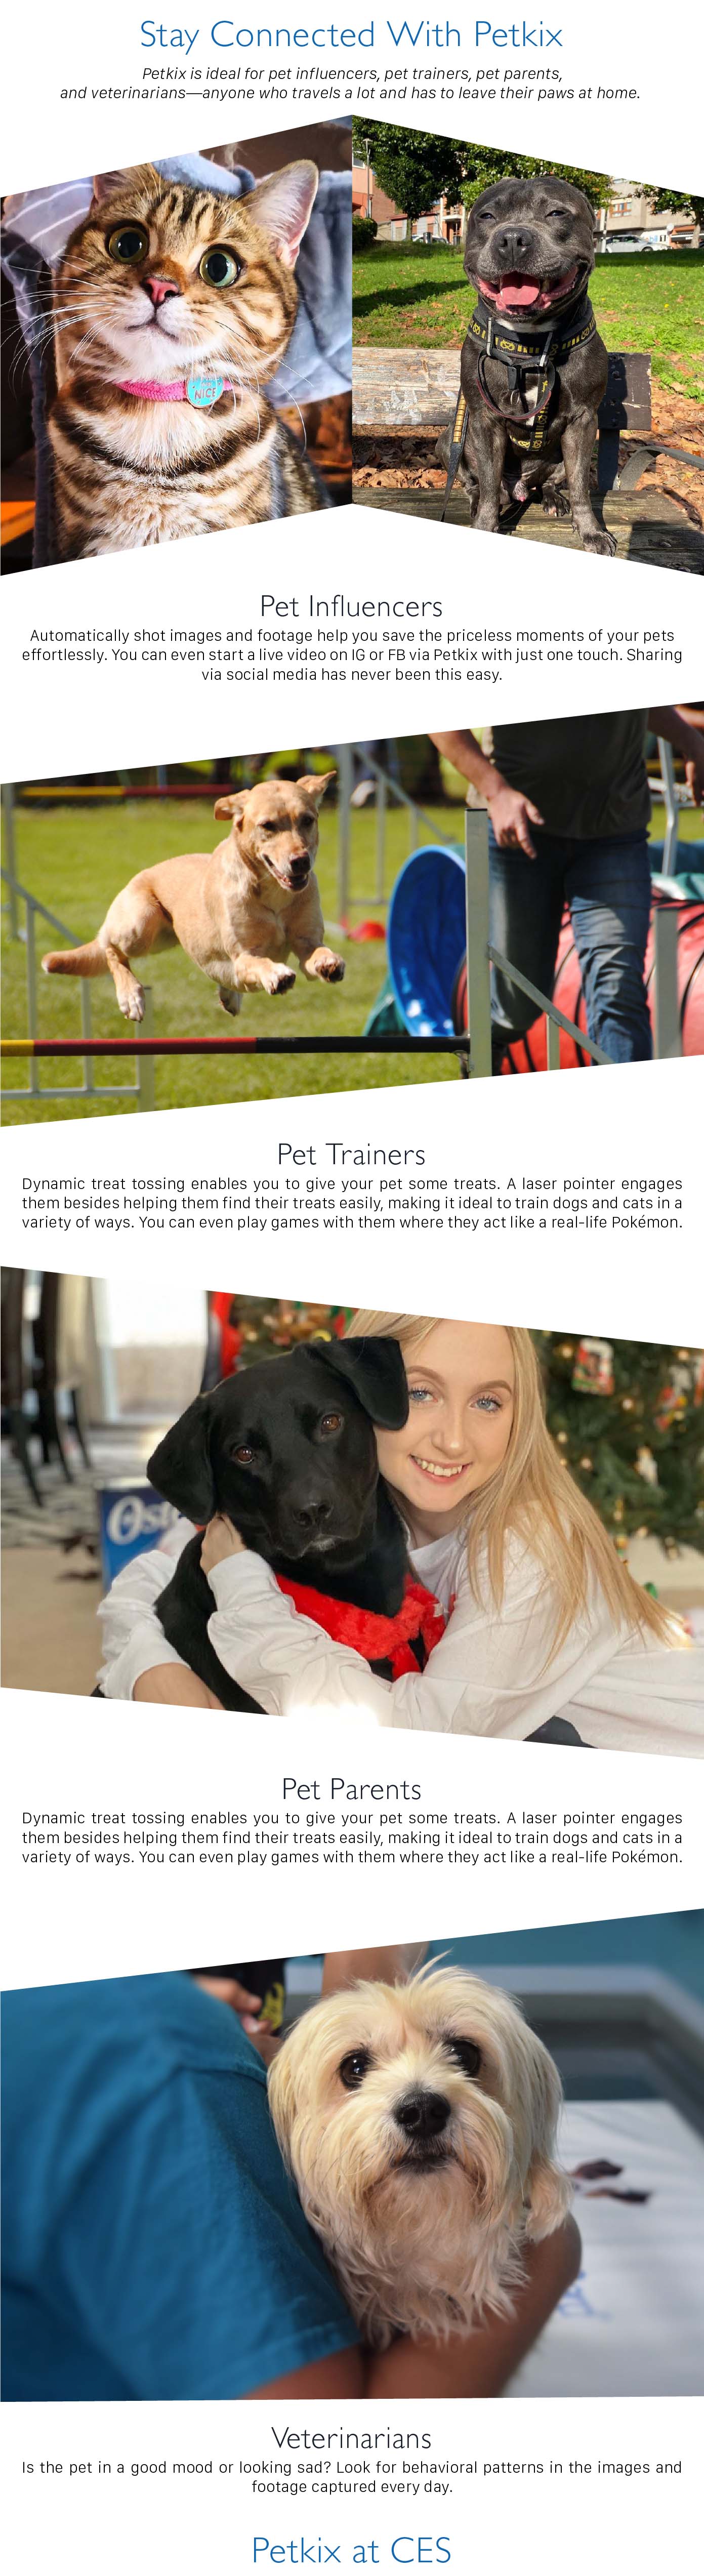 Stay Connected With Petkix
Petkix is ideal for pet influencers, pet trainers, pet parents,
and veterinarians—anyone who travels a lot and has to leave their paws at home.
NICE
Pet Influencers
Automatically shot images and footage help you save the priceless moments of your pets
effortlessly. You can even start a live video on IG or FB via Petkix with just one touch. Sharing
via social media has never been this easy.
Pet Trainers
Dynamic treat tossing enables you to give your pet some treats. A laser pointer engages
them besides helping them find their treats easily, making it ideal to train dogs and cats in a
variety of ways. You can even play games with them where they act like a real-life Pokémon.
Pet Parents
Dynamic treat tossing enables you to give your pet some treats. A laser pointer engages
them besides helping them find their treats easily, making it ideal to train dogs and cats in a
variety of ways. You can even play games with them where they act like a real-life Pokémon.
Veterinarians
Is the pet in a good mood or looking sad? Look for behavioral patterns in the images and
footage captured every day.
Petkix at CES